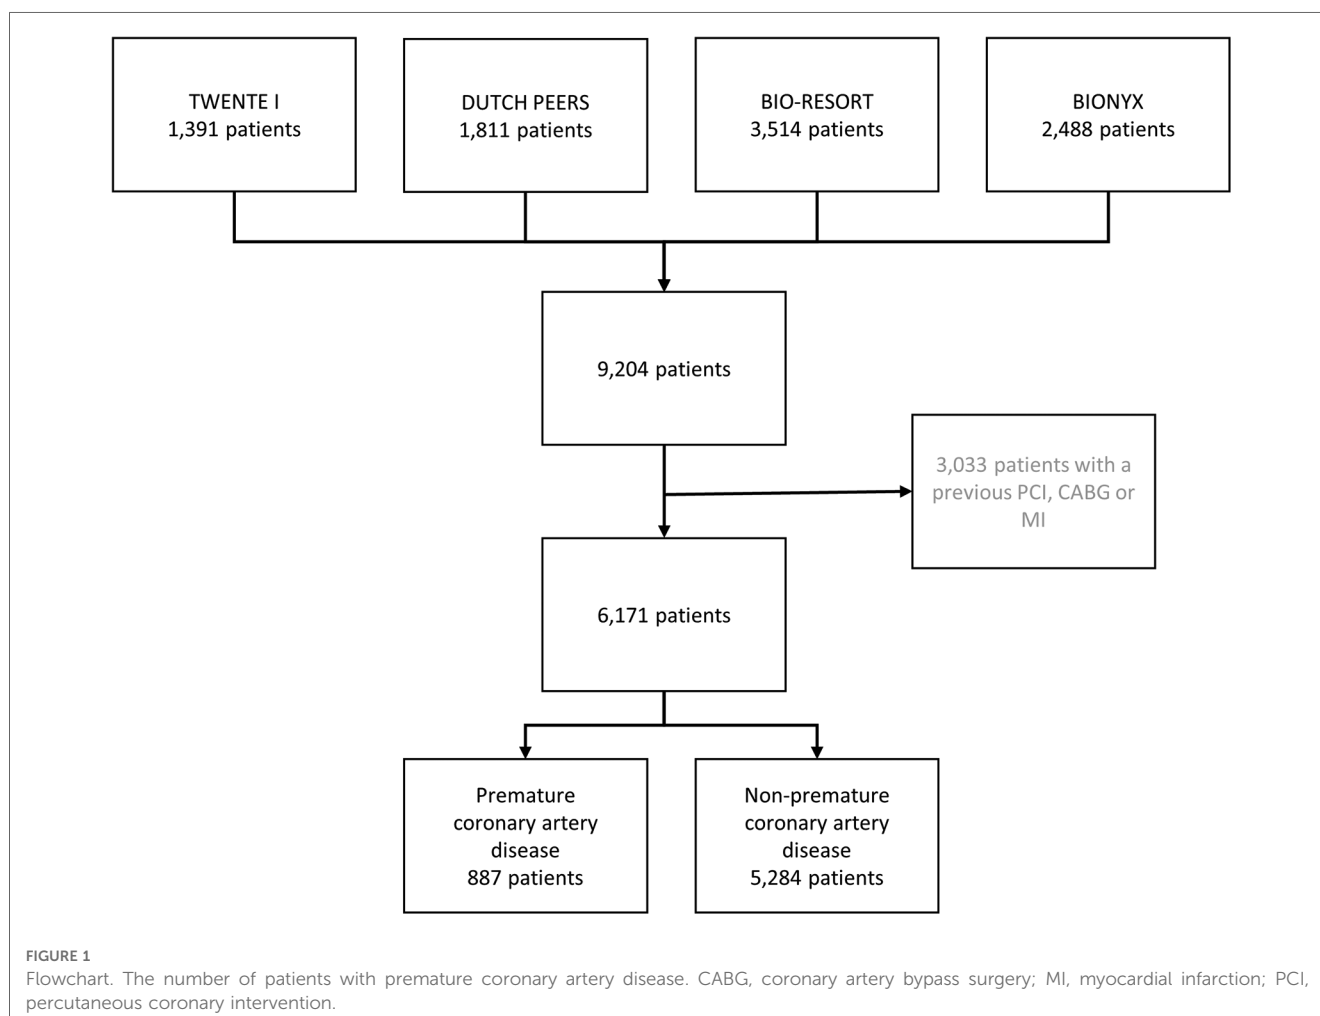 TWENTE I
1,391 patients
DUTCH PEERS
1,811 patients
BIO-RESORT
3,514 patients
BIONYX
2,488 patients
9,204 patients
3,033 patients with a
previous PCI, CABG or
MI
6,171 patients
Premature
coronary artery
disease
887 patients
Non-premature
coronary artery
disease
5,284 patients
FIGURE 1
Flowchart. The number of patients with premature coronary artery disease. CABG, coronary artery bypass surgery; MI, myocardial infarction; PCI,
percutaneous coronary intervention.